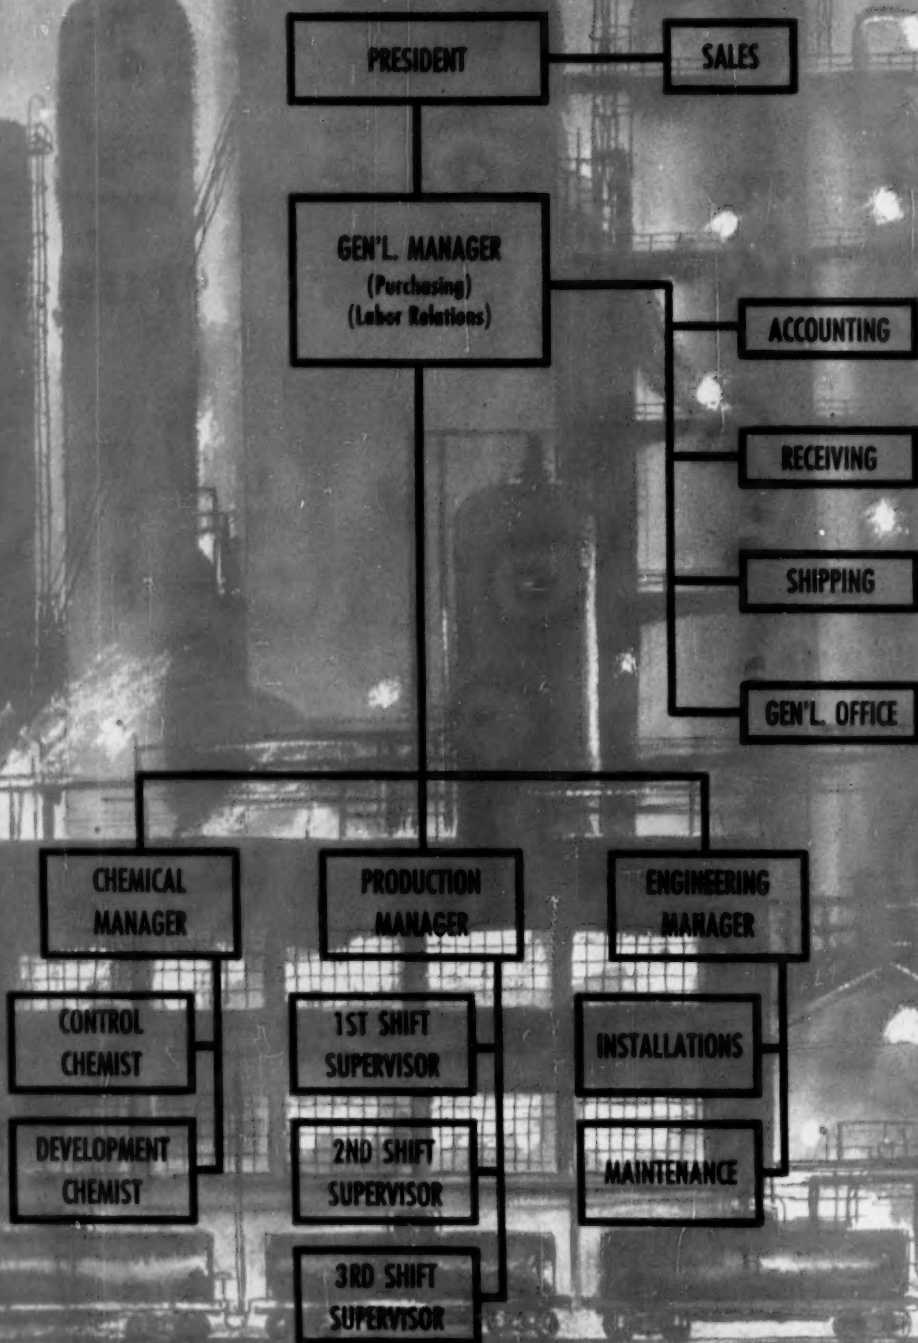 PRESIDENT
SALES
GEN'L. MANAGER
(Purchasing)
(Labor Relations)
ACCOUNTING
RECEIVING
SHIPPING
GEN'L. OFFICE
CHEMICAL
MANAGER
PRODUCTION
MANAGER
ENGINEERING
MANAGER
CONTROL
CHEMIST
1ST SHIFT
SUPERVISOR
INSTALLATIONS
DEVELOPMENT
CHEMIST
2ND SHIFT
SUPERVISOR
MAINTENANCE
3RD SHIFT
SUPERVISOR